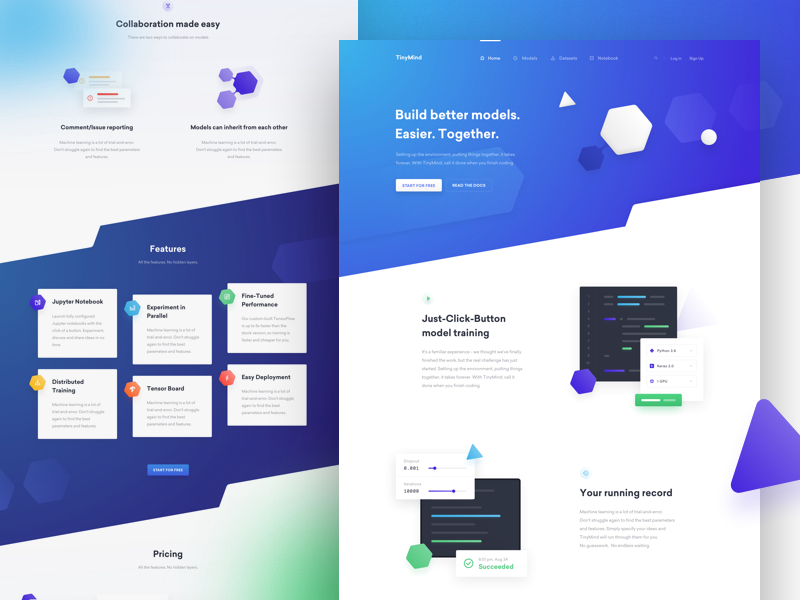 Collaboration made easy
There are two ways to collaborate on models.
Comment/Issue reporting
Machine learning is a lot of trial-and-error.
Don't struggle again to find the best parameters
and features.
Models can inherit from each other
Machine learning is a lot of trial-and-error.
Don't struggle again to find the best parameters
and features.
Features
All the features. No hidden layers.
Jupyter Notebook
Launch fully configured
Jupyter notebooks with the
click of a button. Experiment
discuss and share ideas in no
time.
Experiment in
Parallel
Machine learning is a lot of
trial-and-error. Don't struggle
again to find the best
parameters and features.
Fine-Tuned
Performance
Our custom-built TensorFlow
is up to 8x faster than the
stock version, so training is
faster and cheaper for you.
Distributed
Training
Machine learning is a lot of
trial-and-error. Don't struggle
again to find the best
parameters and features.
Tensor Board
Machine learning is a lot of
trial-and-error. Don't struggle
again to find the best
parameters and features.
Easy Deployment
Machine learning is a lot of
trial-and-error. Don't struggle
again to find the best
parameters and features.
START FOR FREE
Pricing
All the features. No hidden layers.
TinyMind
Home
Models
Datasets
Notebook
Log in
Sign Up
Build better models.
Easier. Together.
Setting up the environment, putting things together, it takes
forever. With TinyMind, call it done when you finish coding.
START FOR FREE
READ THE DOCS
Just-Click-Button
model training
It's a familiar experience - we thought we've finally
finished the work, but the real challenge has just
started. Setting up the environment, putting things
together, it takes forever. With TinyMind, call it
done when you finish coding.
Python 3.6
Keras 2.0
1 GPU
Dropout
0.001
Iterations
10000
8:31 pm, Aug 24
Succeeded
Your running record
Machine learning is a lot of trial-and-error.
Don't struggle again to find the best parameters
and features. Simply specify your ideas and
TinyMind will run through them for you.
No guesswork. No endless waiting.